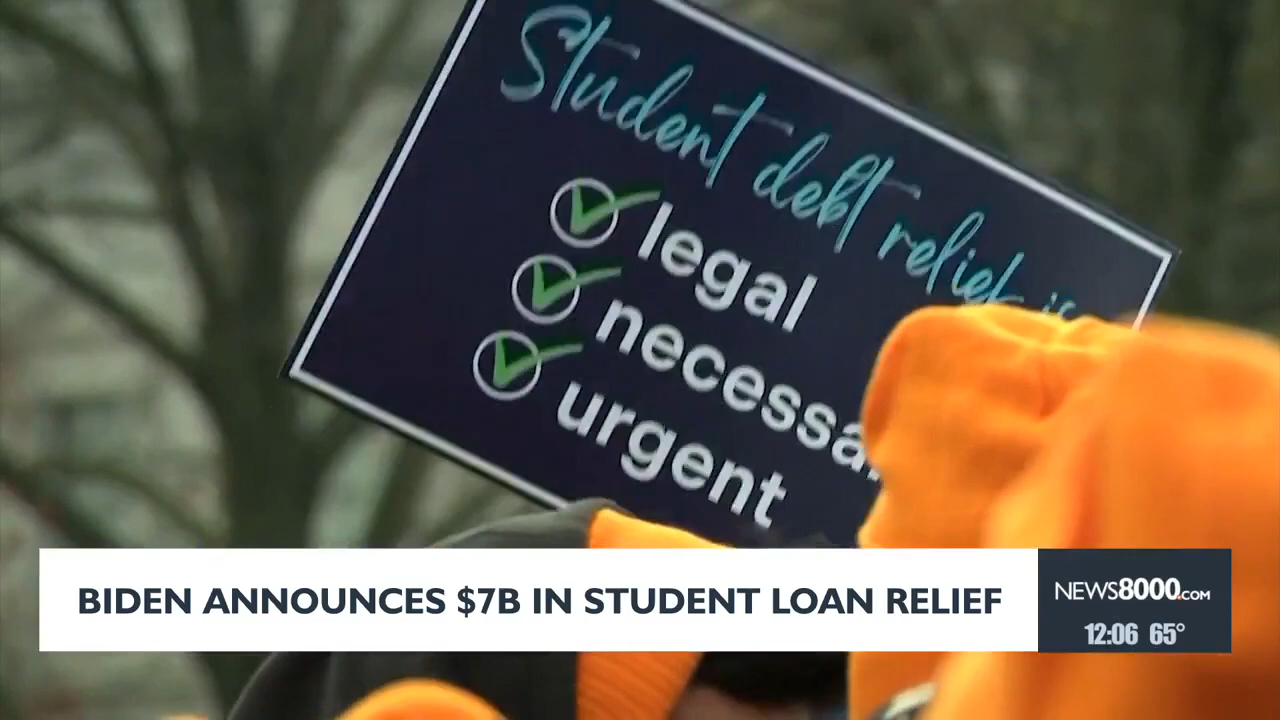 Student debt relief is
legal
necessa
urgent
BIDEN ANNOUNCES $7B IN STUDENT LOAN RELIEF
NEWS8000.COM
12:06 65°